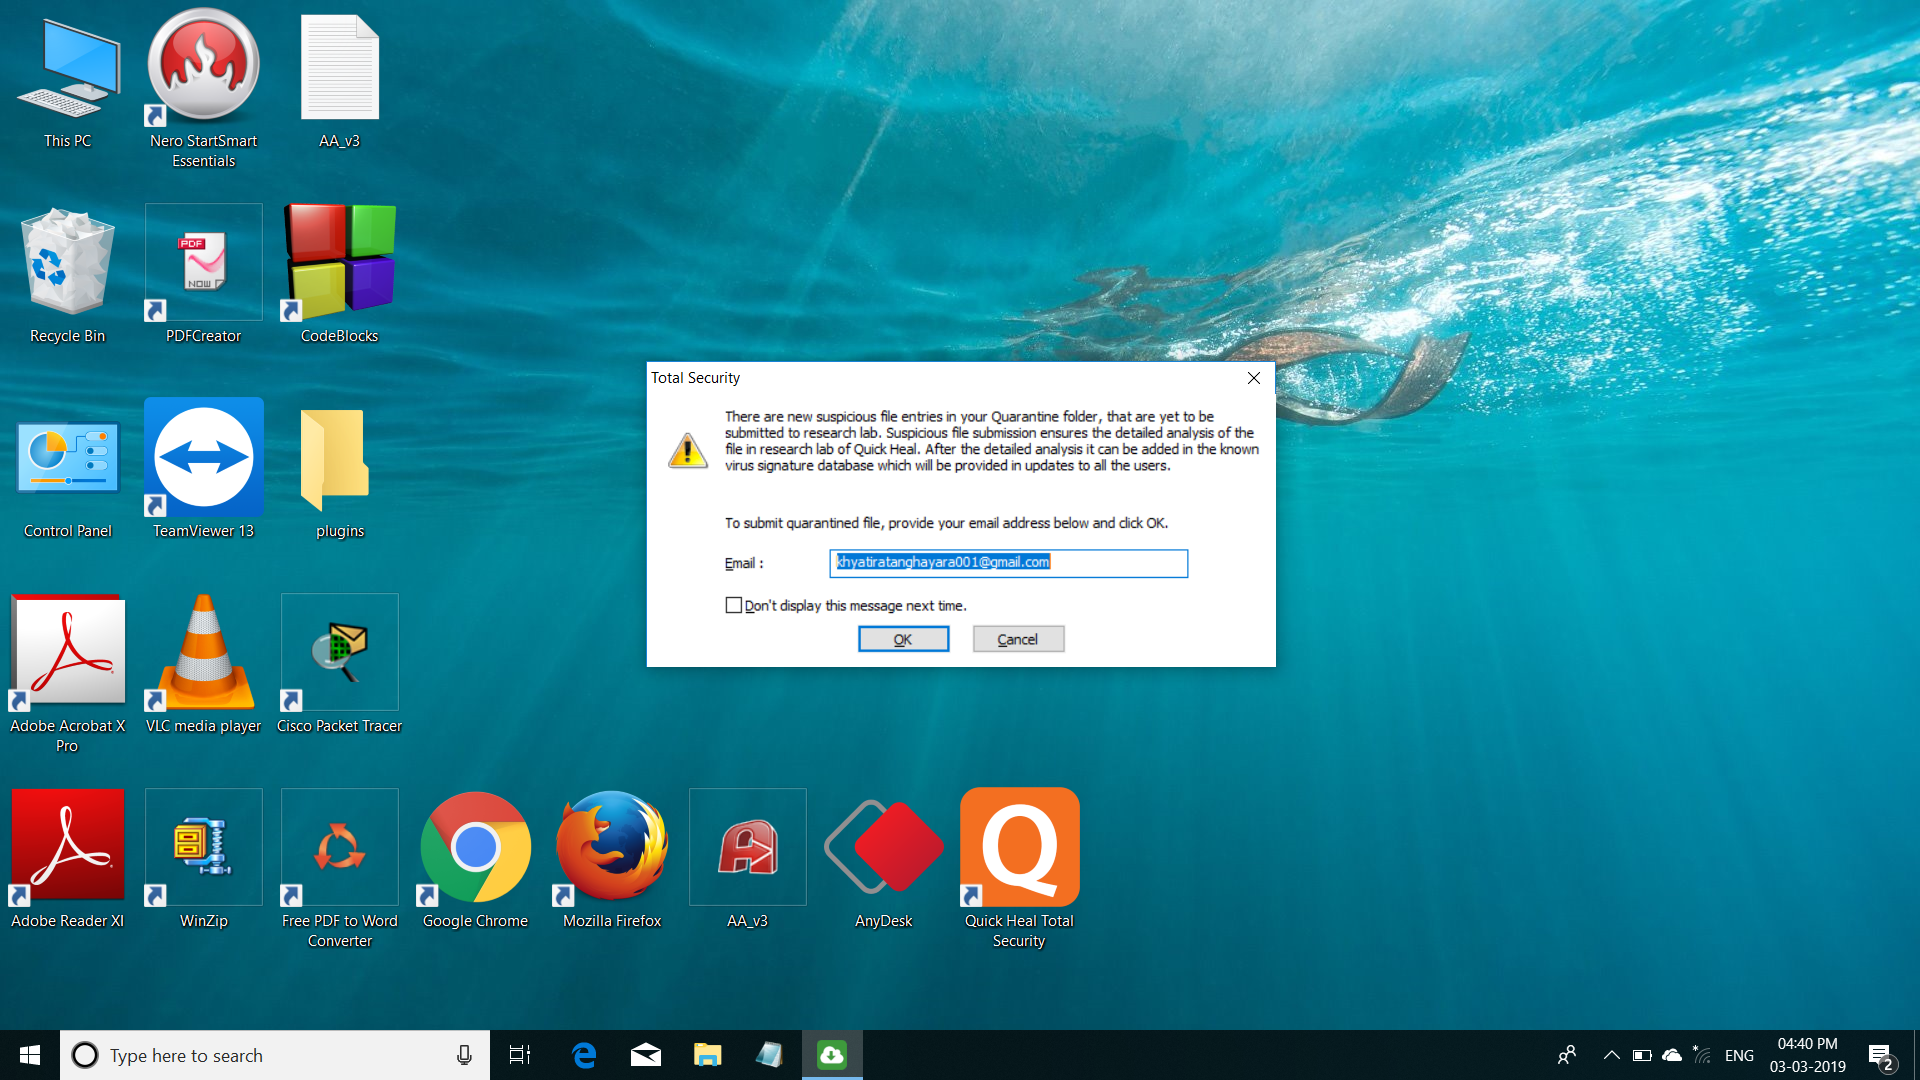 This PC
Nero StartSmart
Essentials
AA_v3
Recycle Bin
PDF
NOW
PDFCreator
CodeBlocks
Control Panel
TeamViewer 13
plugins
Adobe Acrobat X
Pro
VLC media player
Cisco Packet Tracer
Adobe Reader XI
WinZip
Free PDF to Word
Converter
Google Chrome
Mozilla Firefox
AA_v3
AnyDesk
Quick Heal Total
Security
Total Security
There are new suspicious file entries in your Quarantine folder, that are yet to be
submitted to research lab. Suspicious file submission ensures the detailed analysis of the
file in research lab of Quick Heal. After the detailed analysis it can be added in the known
virus signature database which will be provided in updates to all the users.
To submit quarantined file, provide your email address below and click OK.
Email :
khyatiratanghayara001@gmail.com
Don't display this message next time.
OK
Cancel
Type here to search
ENG
04:40 PM
03-03-2019
2